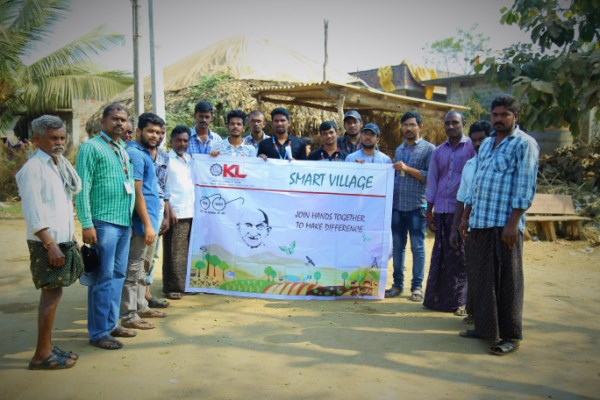 KL
SMART VILLAGE
JOIN HANDS TOGETHER
TO MAKE DIFFERENCE